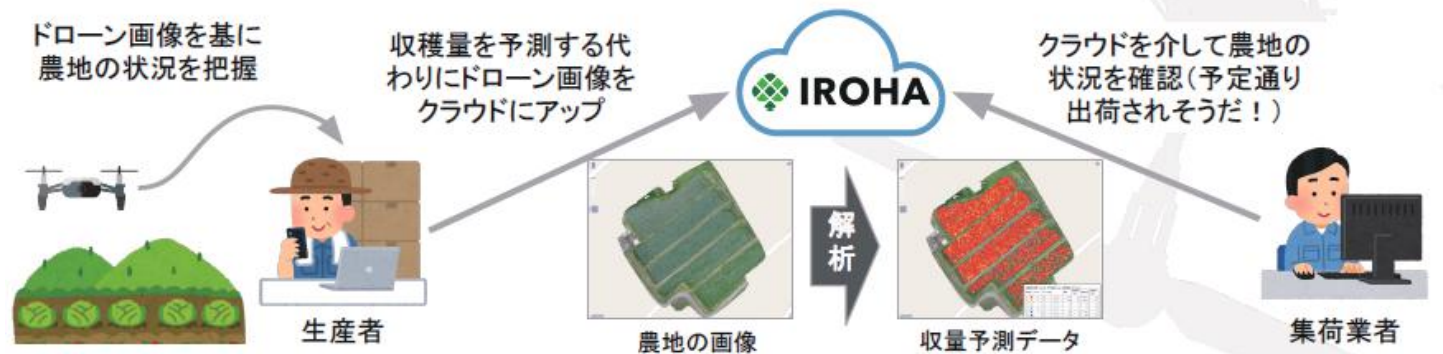 ドローン画像を基に
農地の状況を把握
収穫量を予測する代
わりにドローン画像を
クラウドにアップ
IROHA
クラウドを介して農地の
状況を確認(予定通り
出荷されそうだ！)
解
析
生産者
農地の画像
収量予測データ
集荷業者